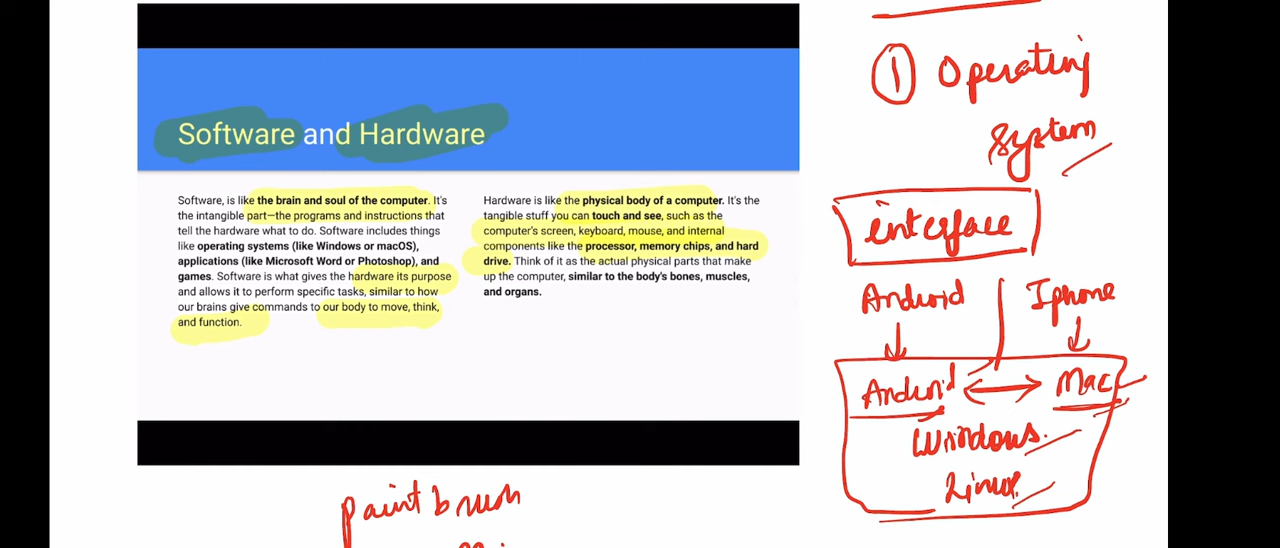 Software and Hardware
Software, is like the brain and soul of the computer. It's
the intangible part—the programs and instructions that
tell the hardware what to do. Software includes things
like operating systems (like Windows or macOS),
applications (like Microsoft Word or Photoshop), and
games. Software is what gives the hardware its purpose
and allows it to perform specific tasks, similar to how
our brains give commands to our body to move, think,
and function.
Hardware is like the physical body of a computer. It's the
tangible stuff you can touch and see, such as the
computer's screen, keyboard, mouse, and internal
components like the processor, memory chips, and hard
drive. Think of it as the actual physical parts that make
up the computer, similar to the body's bones, muscles,
and organs.
① Operating
System
interface
Android Iphone
Android Mac
Windows.
Linux
paint brush